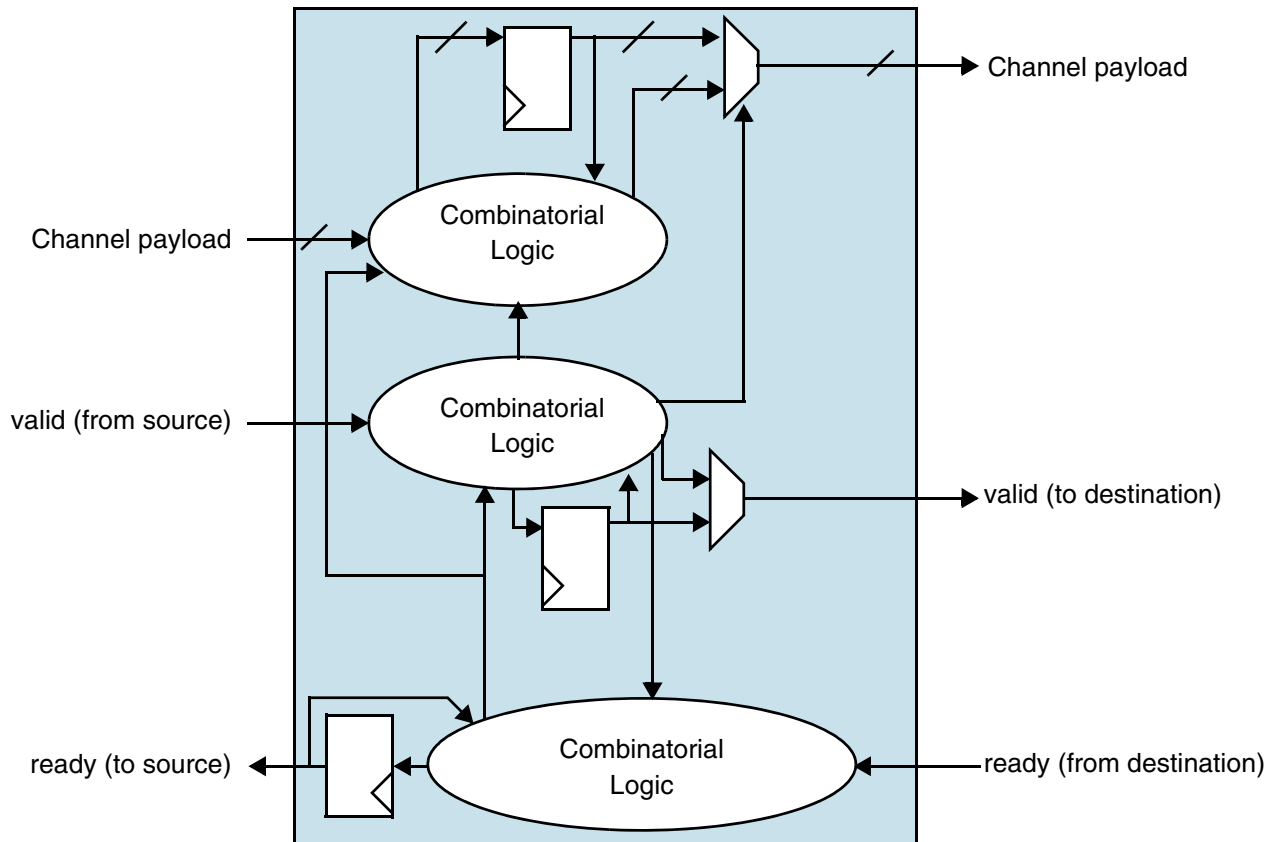 Channel payload
Combinatorial
Logic
Channel payload
Combinatorial
Logic
valid (from source)
valid (to destination)
Combinatorial
Logic
ready (to source)
ready (from destination)